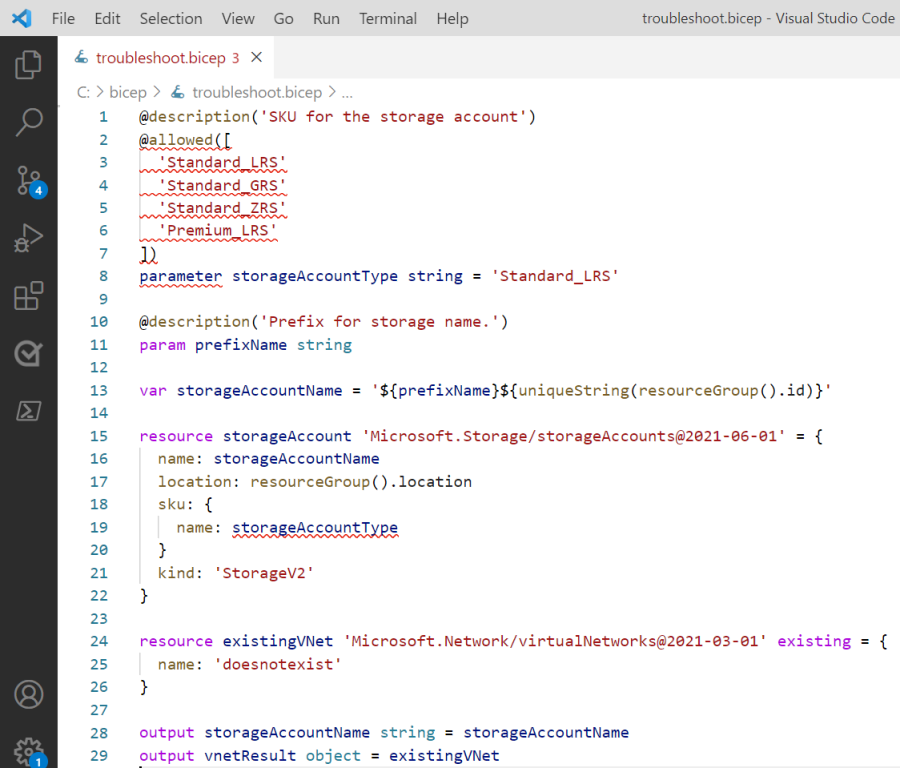 File Edit Selection View Go Run Terminal Help troubleshoot.bicep - Visual Studio Code
troubleshoot.bicep 3
C: > bicep > troubleshoot.bicep > ...
1 @description('SKU for the storage account')
2 @allowed([
3   'Standard_LRS'
4   'Standard_GRS'
5   'Standard_ZRS'
6   'Premium_LRS'
7 ])
8 parameter storageAccountType string = 'Standard_LRS'
9
10 @description('Prefix for storage name.')
11 param prefixName string
12
13 var storageAccountName = '${prefixName}${uniqueString(resourceGroup().id)}'
14
15 resource storageAccount 'Microsoft.Storage/storageAccounts@2021-06-01' = {
16   name: storageAccountName
17   location: resourceGroup().location
18   sku: {
19     name: storageAccountType
20   }
21   kind: 'StorageV2'
22 }
23
24 resource existingVNet 'Microsoft.Network/virtualNetworks@2021-03-01' existing = {
25   name: 'doesnotexist'
26 }
27
28 output storageAccountName string = storageAccountName
29 output vnetResult object = existingVNet
4
1